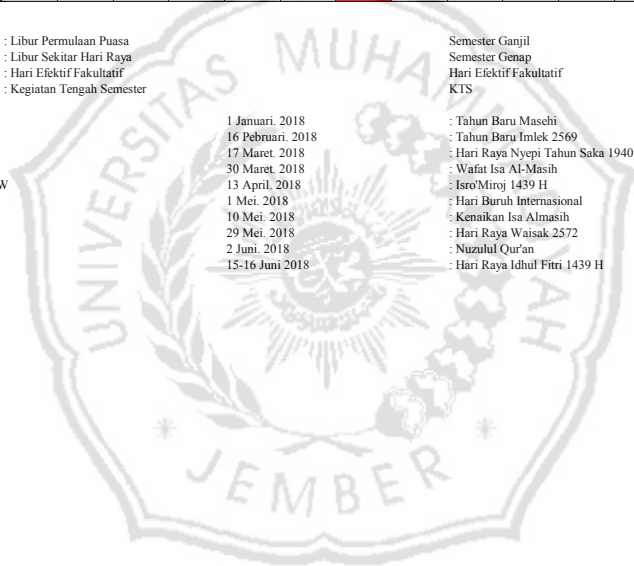 : Libur Permulaan Puasa Semester Ganjil
: Libur Sekitar Hari Raya Semester Genap
: Hari Efektif Fakultatif Hari Efektif Fakultatif
: Kegiatan Tengah Semester KTS
1 Januari. 2018 : Tahun Baru Masehi
16 Pebruari. 2018 : Tahun Baru Imlek 2569
17 Maret. 2018 : Hari Raya Nyepi Tahun Saka 1940
30 Maret. 2018 : Wafat Isa Al-Masih
W 13 April. 2018 : Isro'Miroj 1439 H
1 Mei. 2018 : Hari Buruh Internasional
10 Mei. 2018 : Kenaikan Isa Almasih
29 Mei. 2018 : Hari Raya Waisak 2572
2 Juni. 2018 : Nuzulul Qur'an
15-16 Juni 2018 : Hari Raya Idhul Fitri 1439 H
UNIVERSITAS MUHAMMADIYAH
JEMBER